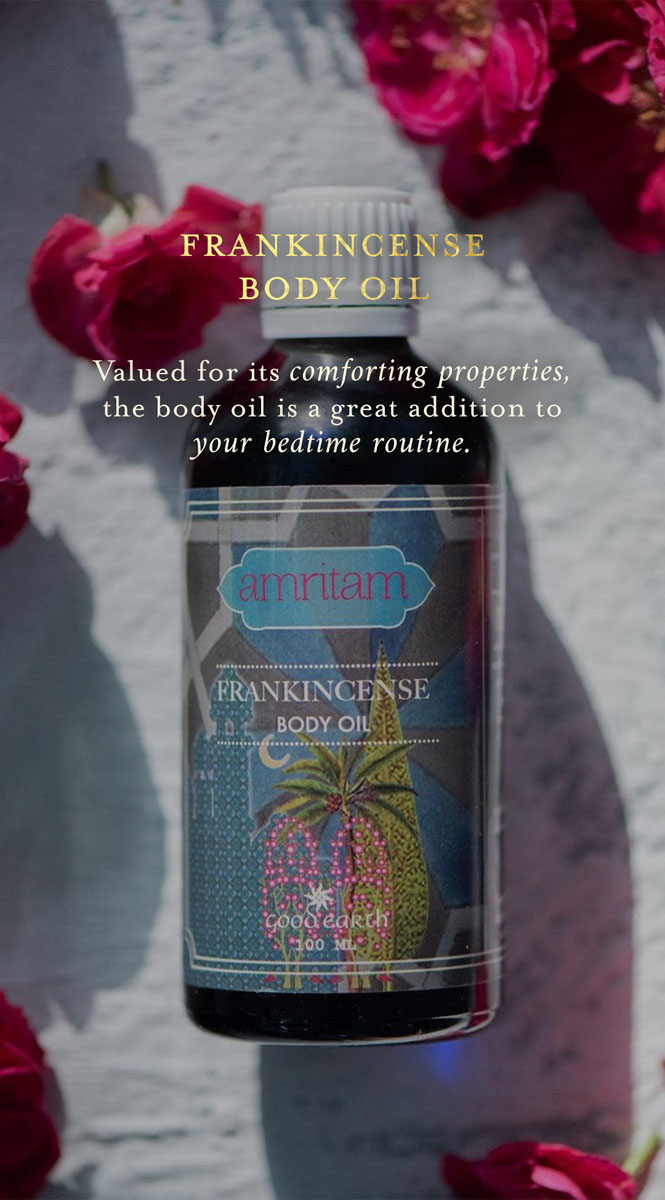 FRANKINCENSE
BODY OIL
Valued for its comforting properties,
the body oil is a great addition to
your bedtime routine.
amritam
FRANKINCENSE
BODY OIL
good earth
100 ML